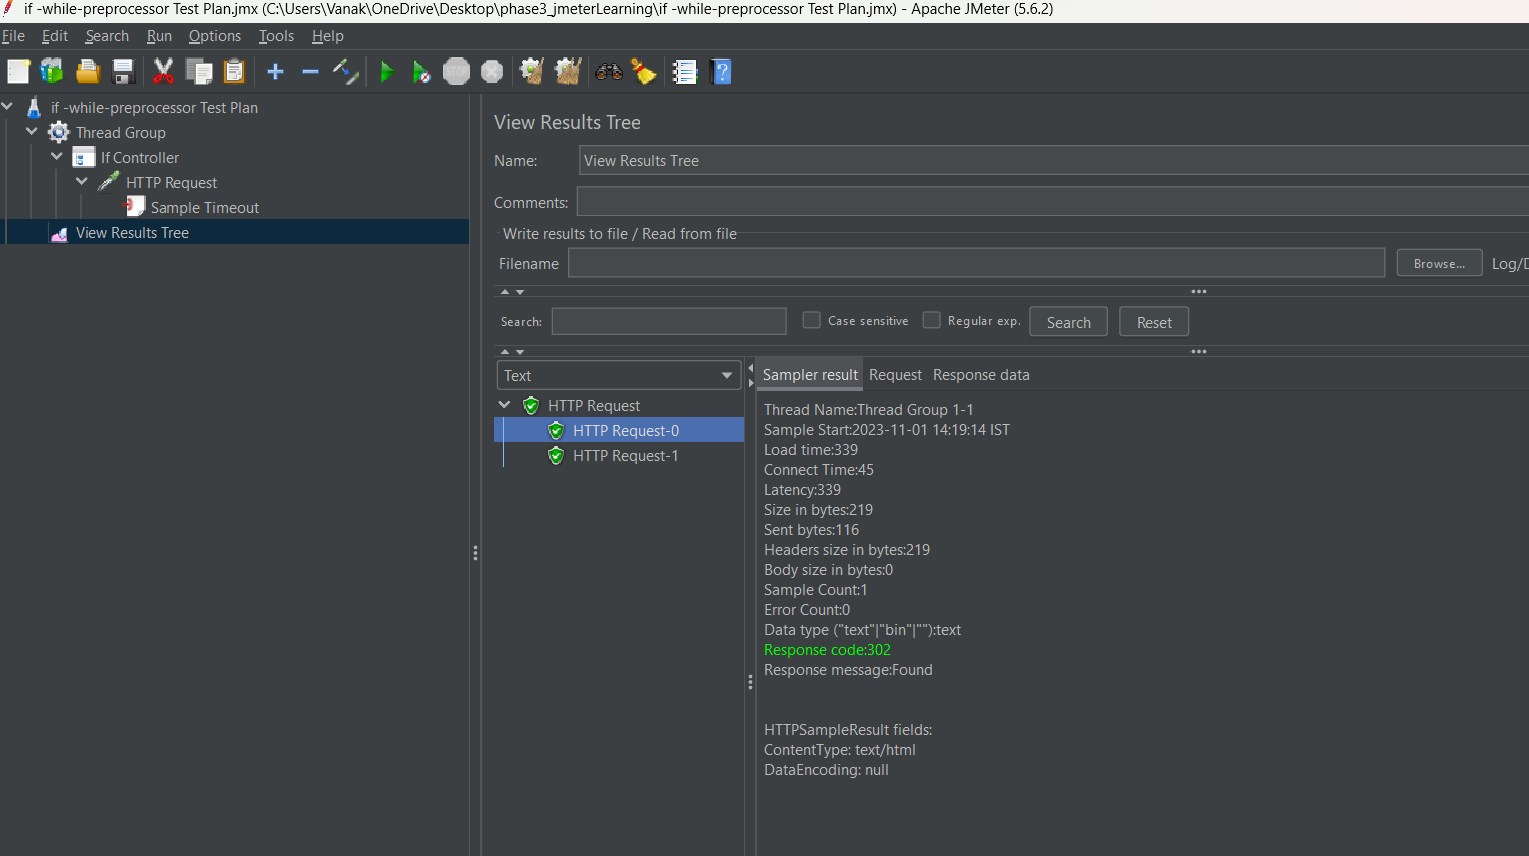 if -while-preprocessor Test Plan.jmx (C:\Users\Vanak\OneDrive\Desktop\phase3_jmeterLearning\if -while-preprocessor Test Plan.jmx) - Apache JMeter (5.6.2)
File Edit Search Run Options Tools Help
STOP
if -while-preprocessor Test Plan
Thread Group
If Controller
HTTP Request
Sample Timeout
View Results Tree
View Results Tree
Name: View Results Tree
Comments:
Write results to file / Read from file
Filename Browse... Log/D
Search: Case sensitive Regular exp. Search Reset
Text
HTTP Request
HTTP Request-0
HTTP Request-1
Sampler result Request Response data
Thread Name:Thread Group 1-1
Sample Start:2023-11-01 14:19:14 IST
Load time:339
Connect Time:45
Latency:339
Size in bytes:219
Sent bytes:116
Headers size in bytes:219
Body size in bytes:0
Sample Count:1
Error Count:0
Data type ("text"|"bin"|""):text
Response code:302
Response message:Found
HTTPSampleResult fields:
ContentType: text/html
DataEncoding: null